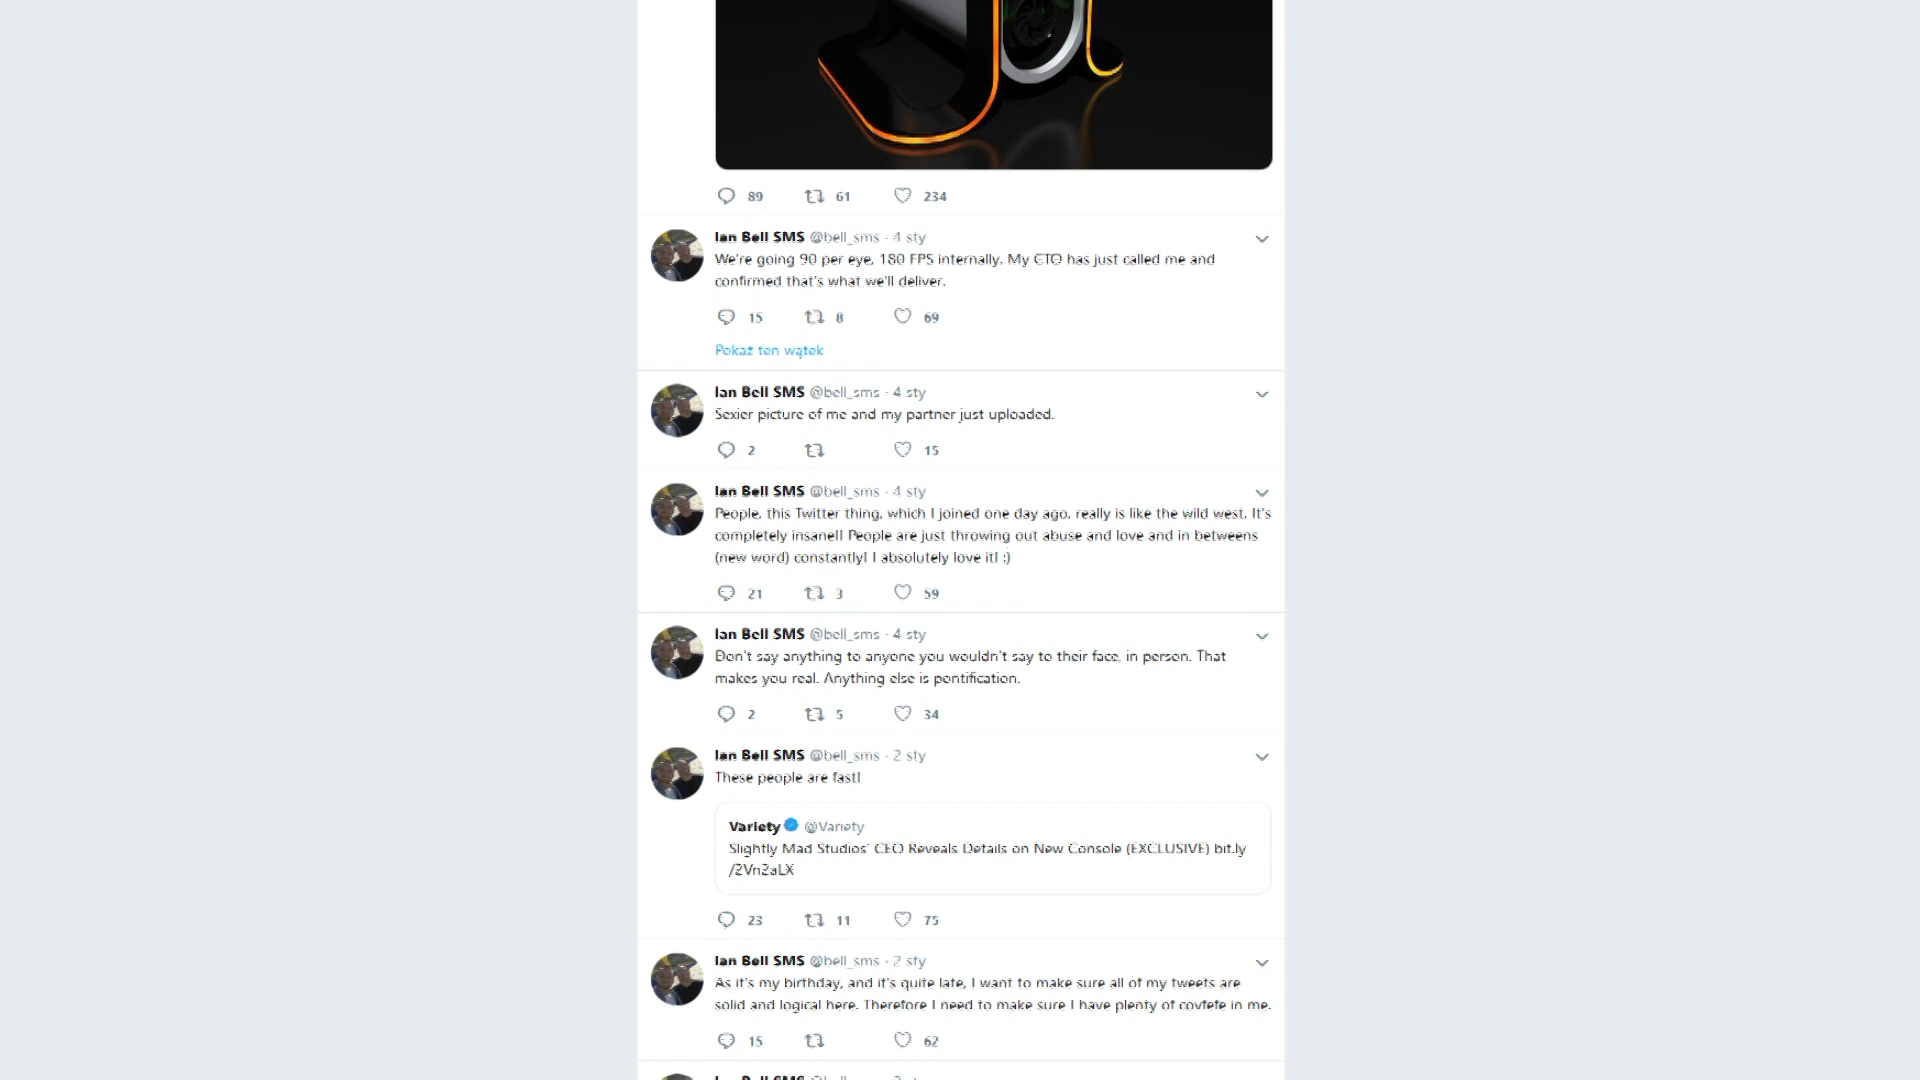 89 61 234
Ian Bell SMS @bell_sms · 4 sty
We're going 90 per eye, 180 FPS internally. My CTO has just called me and
confirmed that's what we'll deliver.
15 8 69
Pokaż ten wątek
Ian Bell SMS @bell_sms · 4 sty
Sexier picture of me and my partner just uploaded.
2 15
Ian Bell SMS @bell_sms · 4 sty
People, this Twitter thing, which I joined one day ago, really is like the wild west. It's
completely insane!! People are just throwing out abuse and love and in betweens
(new word) constantly! I absolutely love it! :)
21 3 59
Ian Bell SMS @bell_sms · 4 sty
Don't say anything to anyone you wouldn't say to their face, in person. That
makes you real. Anything else is pontification.
2 5 34
Ian Bell SMS @bell_sms · 2 sty
These people are fast!
Variety @Variety
Slightly Mad Studios' CEO Reveals Details on New Console (EXCLUSIVE) bit.ly
/2Vn2aLX
23 11 75
Ian Bell SMS @bell_sms · 2 sty
As it's my birthday, and it's quite late, I want to make sure all of my tweets are
solid and logical here. Therefore I need to make sure I have plenty of covfefe in me.
15 62